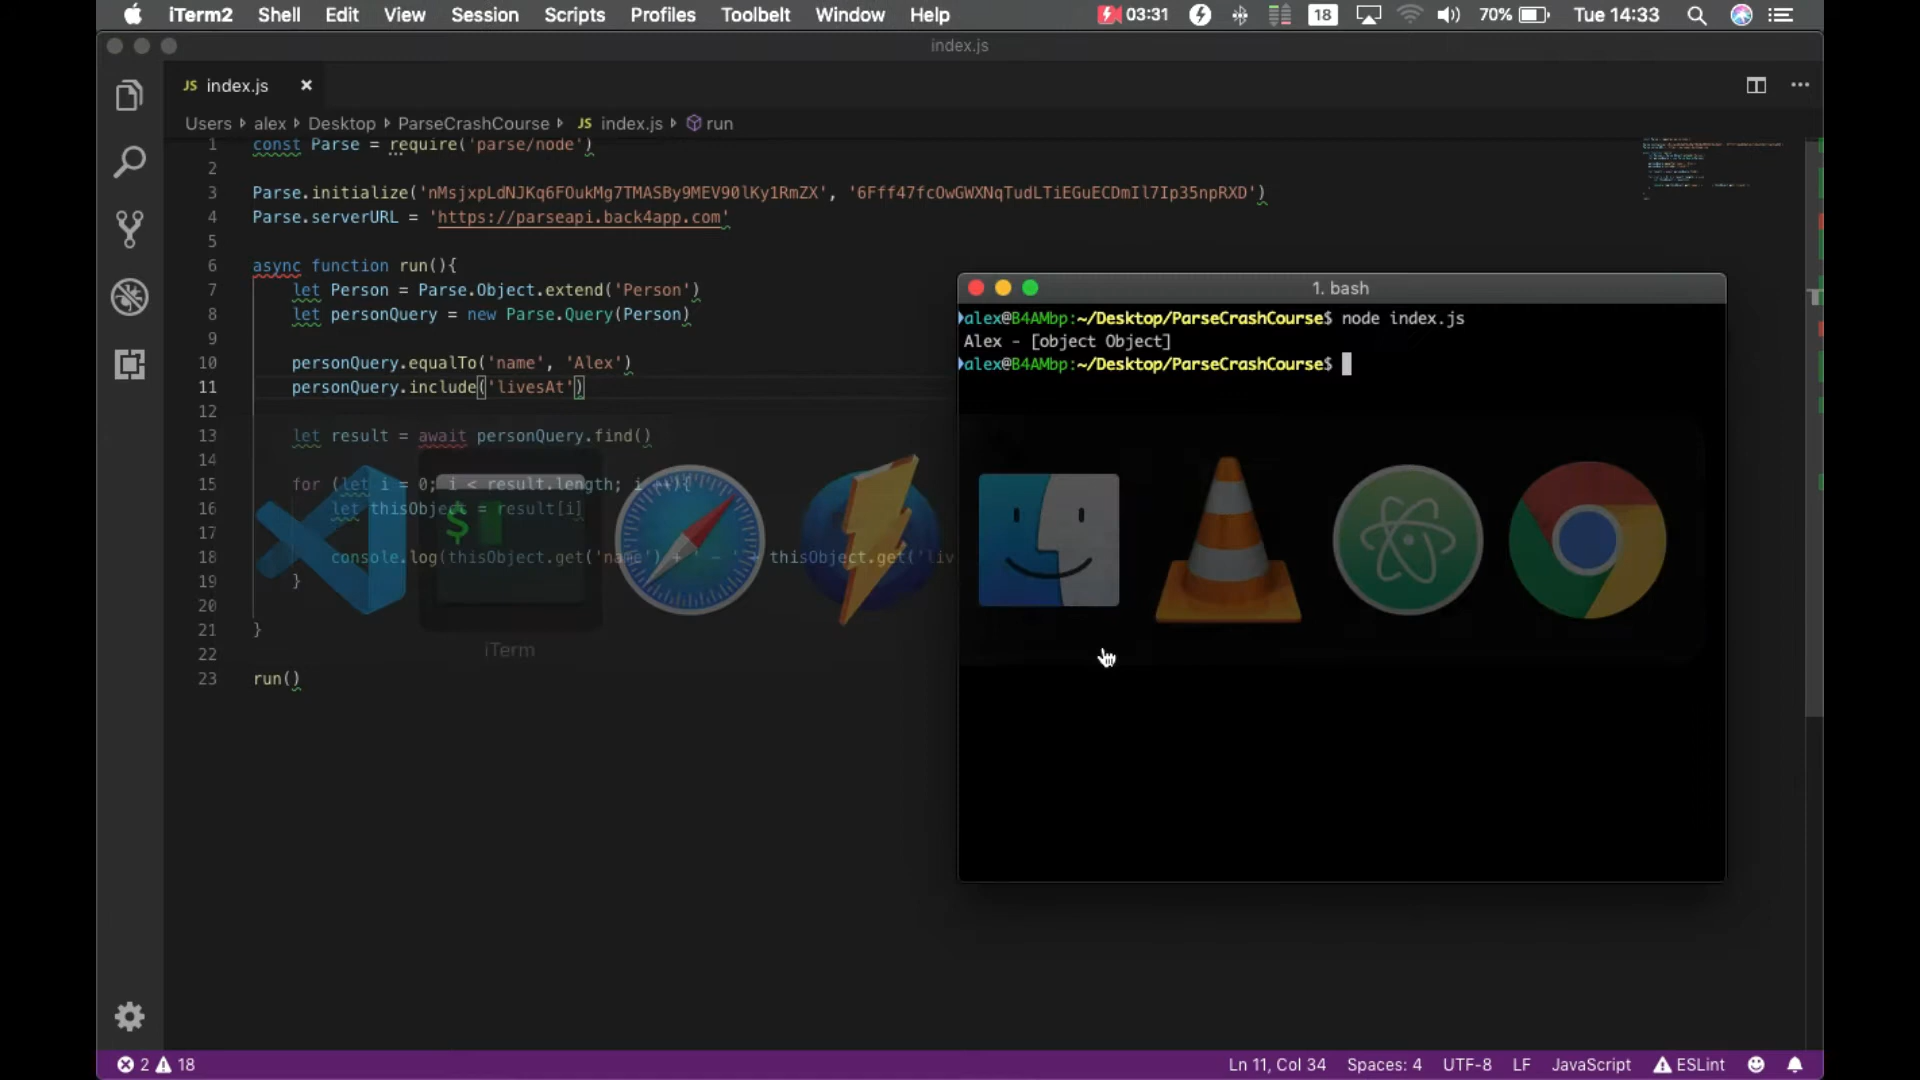 iTerm2 Shell Edit View Session Scripts Profiles Toolbelt Window Help 03:31 18 70% Tue 14:33
index.js
JS index.js
Users alex Desktop ParseCrashCourse JS index.js run
1 const Parse = require('parse/node')
2
3 Parse.initialize('nMsjxpLdNJKq6FOukMg7TMASBy9MEV90lKy1RmZX', '6Fff47fcOwGWXNqTudLTiEGuECDmIl7Ip35npRXD')
4 Parse.serverURL = 'https://parseapi.back4app.com'
5
6 async function run(){
7 let Person = Parse.Object.extend('Person')
8 let personQuery = new Parse.Query(Person)
9
10 personQuery.equalTo('name', 'Alex')
11 personQuery.include('livesAt')
12
13 let result = await personQuery.find()
14
15 for (let i = 0; i < result.length; i ++){
16 let thisObject = result[i]
17
18 console.log(thisObject.get('name') + ' - ' + thisObject.get('liv
19 }
20
21 }
22
23 run()
1. bash
alex@B4AMbp:~/Desktop/ParseCrashCourse$ node index.js
Alex - [object Object]
alex@B4AMbp:~/Desktop/ParseCrashCourse$
$
iTerm
2 18 Ln 11, Col 34 Spaces: 4 UTF-8 LF JavaScript ESLint